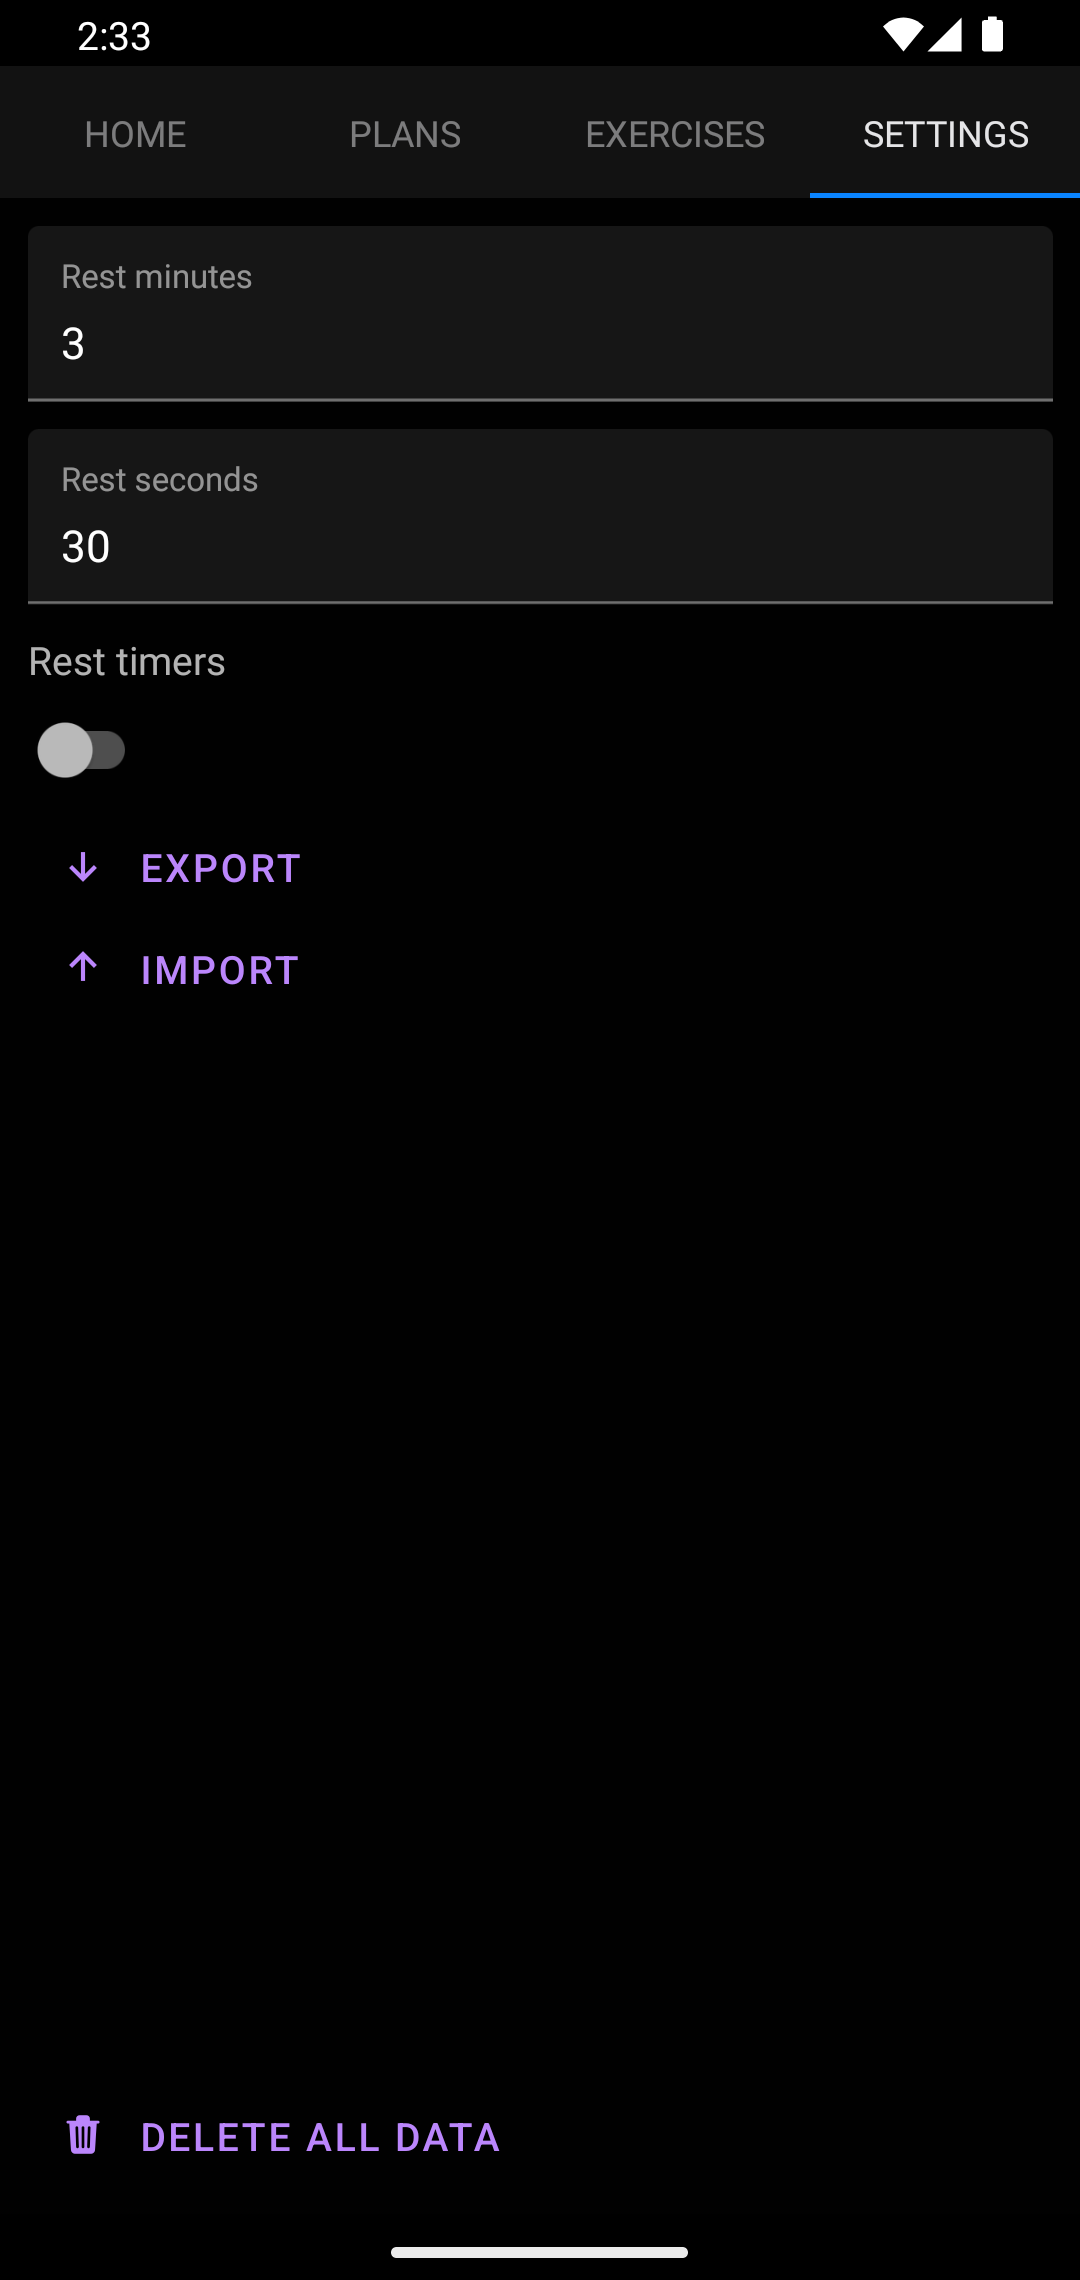 2:33
HOME PLANS EXERCISES SETTINGS
Rest minutes
3
Rest seconds
30
Rest timers
EXPORT
IMPORT
DELETE ALL DATA